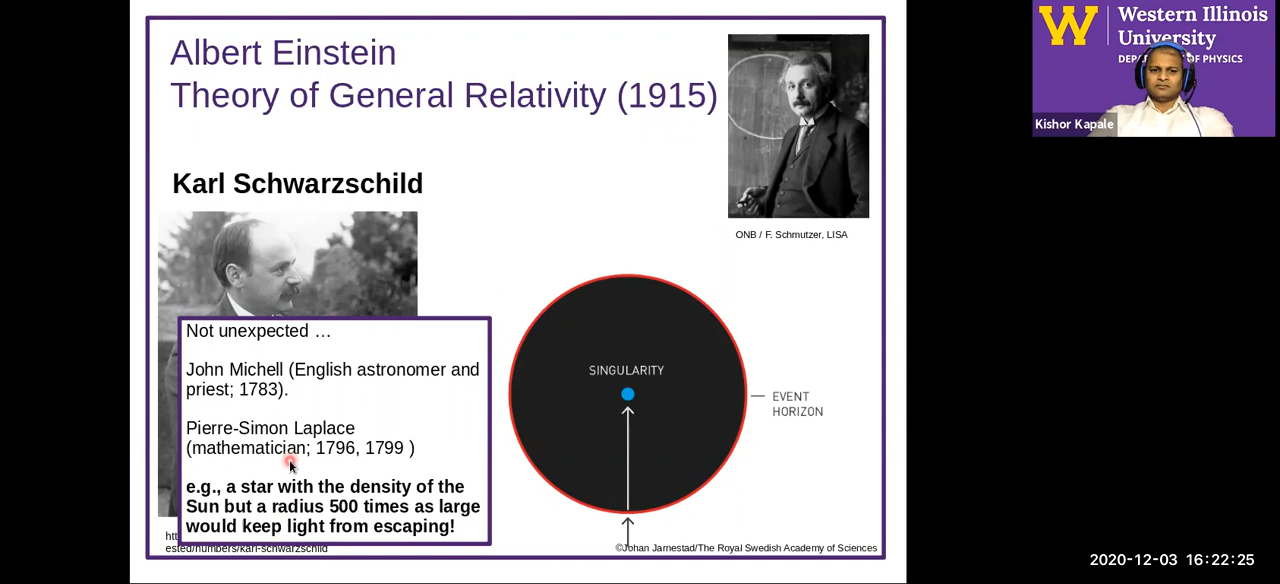 Albert Einstein
Theory of General Relativity (1915)
Karl Schwarzschild
ONB / F. Schmutzer, LISA
Not unexpected …
John Michell (English astronomer and
priest; 1783).
Pierre-Simon Laplace
(mathematician; 1796, 1799 )
e.g., a star with the density of the
Sun but a radius 500 times as large
would keep light from escaping!
ested/numbers/karl-schwarzschild
SINGULARITY
EVENT
HORIZON
©Johan Jarnestad/The Royal Swedish Academy of Sciences
W
Western Illinois
University
OF PHYSICS
Kishor Kapale
2020-12-03 16:22:25